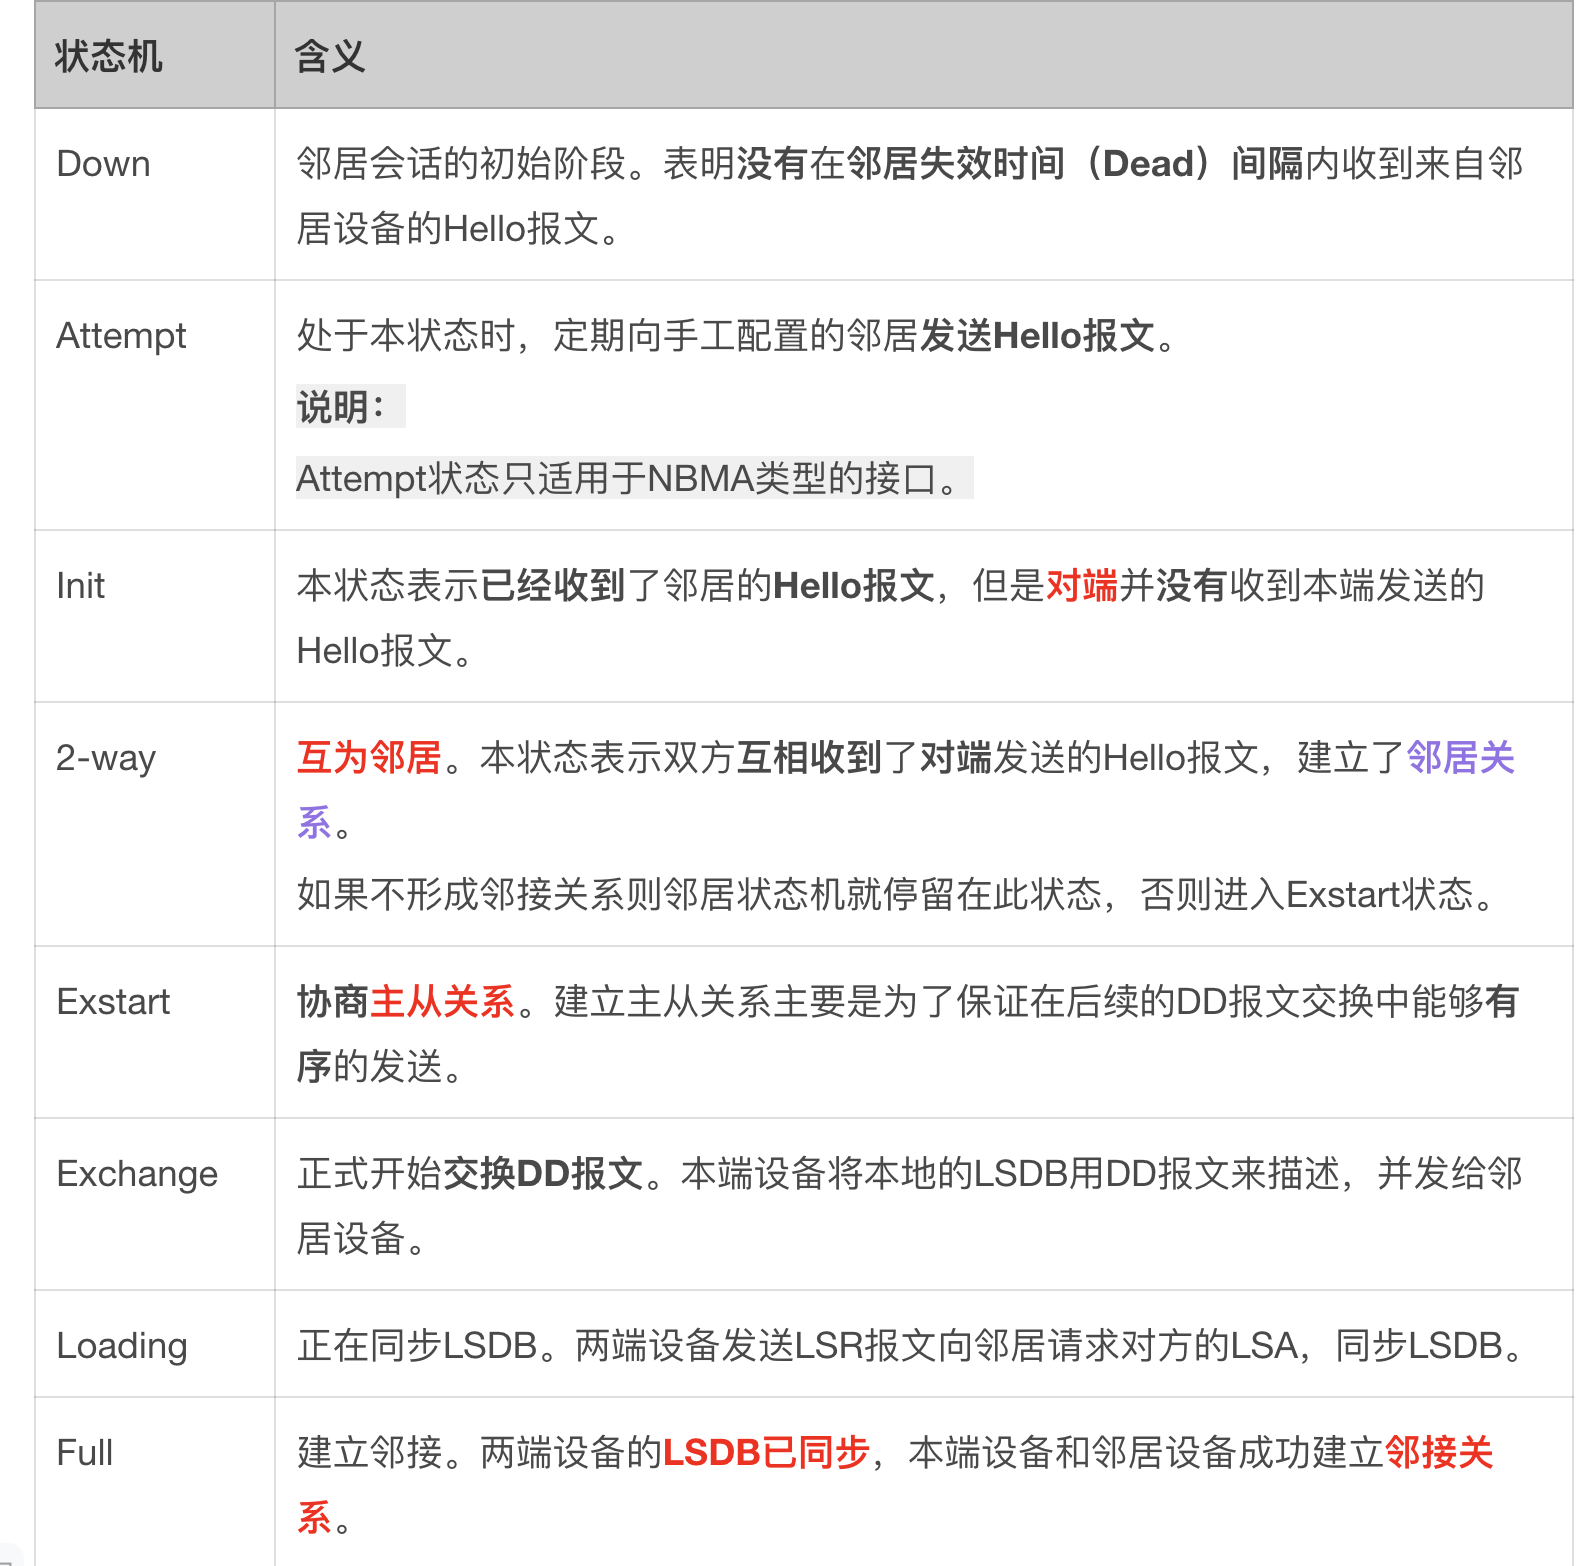 状态机 含义
Down 邻居会话的初始阶段。表明没有在邻居失效时间（Dead）间隔内收到来自邻
居设备的Hello报文。
Attempt 处于本状态时，定期向手工配置的邻居发送Hello报文。
说明：
Attempt状态只适用于NBMA类型的接口。
Init 本状态表示已经收到了邻居的Hello报文，但是对端并没有收到本端发送的
Hello报文。
2-way 互为邻居。本状态表示双方互相收到了对端发送的Hello报文，建立了邻居关
系。
如果不形成邻接关系则邻居状态机就停留在此状态，否则进入Exstart状态。
Exstart 协商主从关系。建立主从关系主要是为了保证在后续的DD报文交换中能够有
序的发送。
Exchange 正式开始交换DD报文。本端设备将本地的LSDB用DD报文来描述，并发给邻
居设备。
Loading 正在同步LSDB。两端设备发送LSR报文向邻居请求对方的LSA，同步LSDB。
Full 建立邻接。两端设备的LSDB已同步，本端设备和邻居设备成功建立邻接关
系。